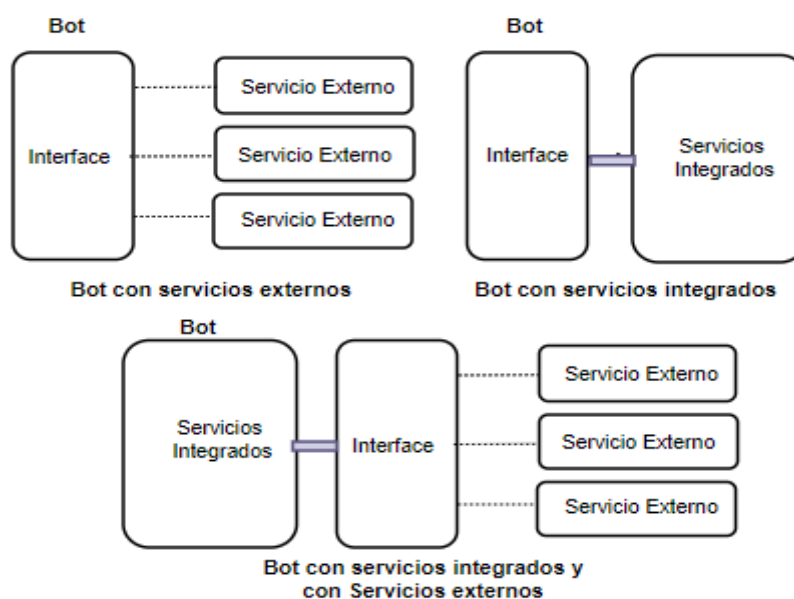 Bot
Interface
Servicio Externo
Servicio Externo
Servicio Externo
Bot con servicios externos
Bot
Interface
Servicios
Integrados
Bot con servicios integrados
Bot
Servicios
Integrados
Interface
Servicio Externo
Servicio Externo
Servicio Externo
Bot con servicios integrados y
con Servicios externos